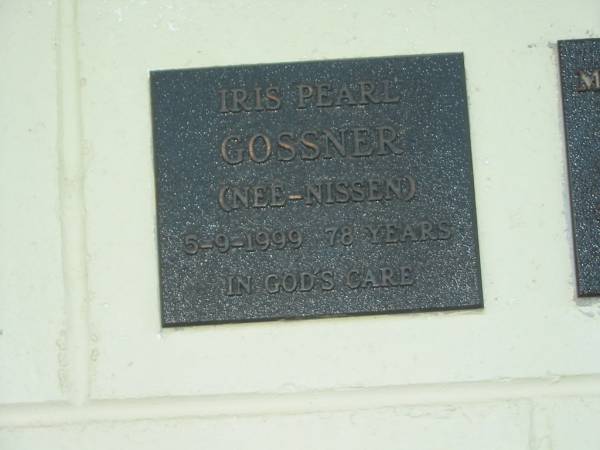 IRIS PEARL
GOSSNER
(NEE-NISSEN)
5-9-1999 78 YEARS
IN GOD'S CARE
M